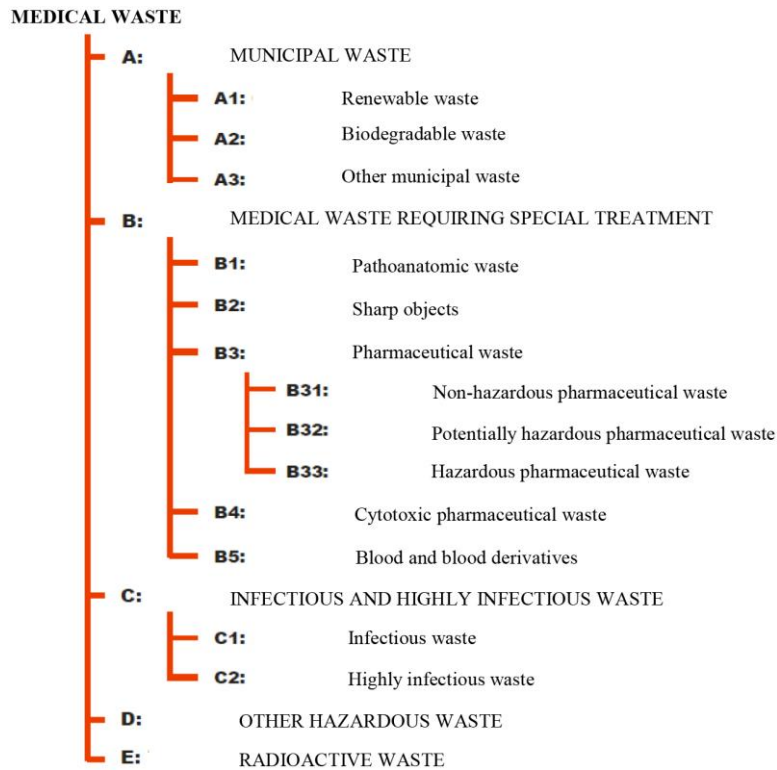 MEDICAL WASTE
A: MUNICIPAL WASTE
A1: Renewable waste
A2: Biodegradable waste
A3: Other municipal waste
B: MEDICAL WASTE REQUIRING SPECIAL TREATMENT
B1: Pathoanatomic waste
B2: Sharp objects
B3: Pharmaceutical waste
B31: Non-hazardous pharmaceutical waste
B32: Potentially hazardous pharmaceutical waste
B33: Hazardous pharmaceutical waste
B4: Cytotoxic pharmaceutical waste
B5: Blood and blood derivatives
C: INFECTIOUS AND HIGHLY INFECTIOUS WASTE
C1: Infectious waste
C2: Highly infectious waste
D: OTHER HAZARDOUS WASTE
E: RADIOACTIVE WASTE